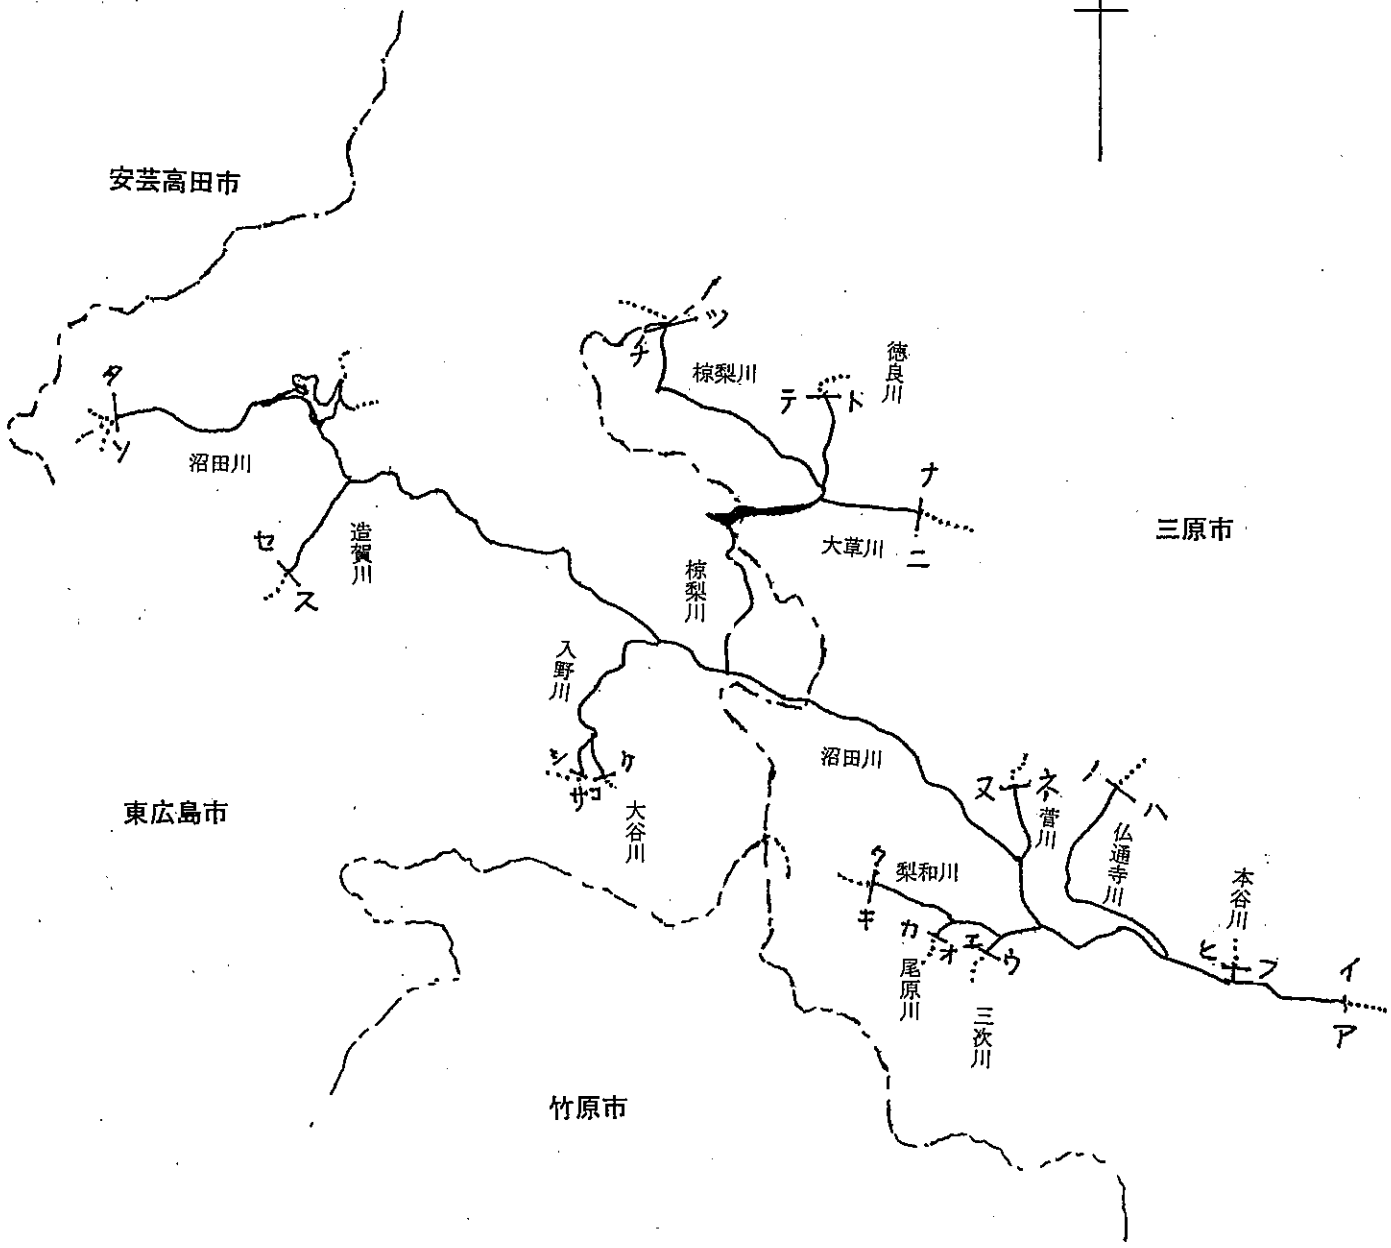 安芸高田市
ツ
チ
椋梨川
徳良川
タ
ソ
沼田川
テ
ト
ナ
ニ
大草川
三原市
セ
ス
造賀川
椋梨川
入野川
シ
サ
コ
ケ
大谷川
沼田川
東広島市
ヌ
ネ
菅川
ノ
ハ
仏通寺川
本谷川
ク
キ
梨和川
カ
オ
エ
ウ
尾原川
三次川
ヒ
フ
イ
ア
竹原市